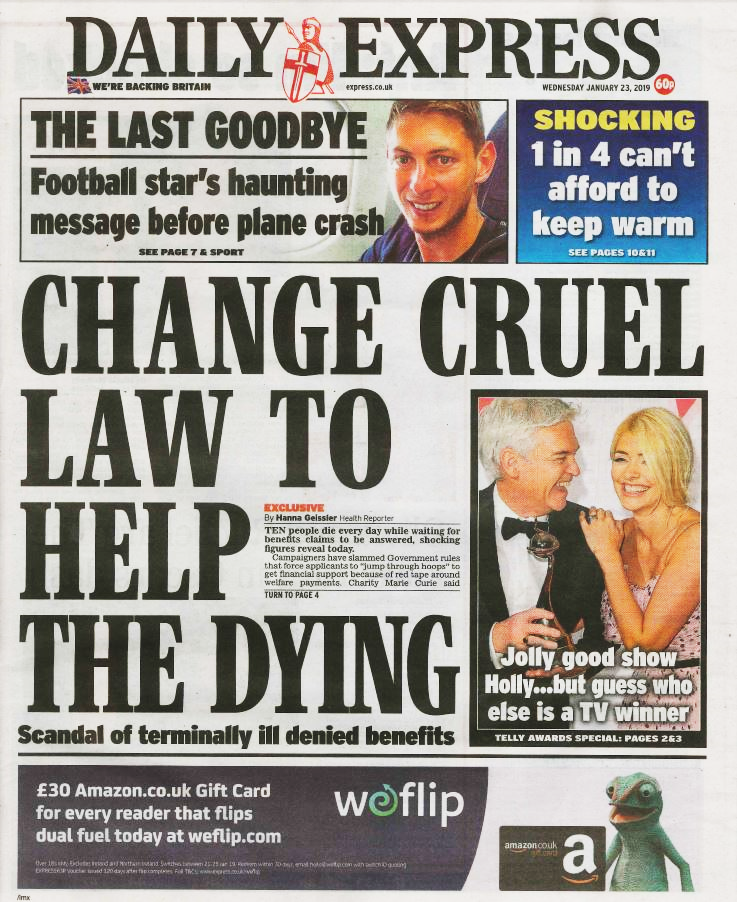 DAILY EXPRESS
WE'RE BACKING BRITAIN
express.co.uk
WEDNESDAY JANUARY 23, 2019
60p
THE LAST GOODBYE
Football star's haunting
message before plane crash
SEE PAGE 7 & SPORT
SHOCKING
1 in 4 can't
afford to
keep warm
SEE PAGES 10&11
CHANGE CRUEL
LAW TO
HELP
THE DYING
EXCLUSIVE
By Hanna Geissler Health Reporter
TEN people die every day while waiting for
benefits claims to be answered, shocking
figures reveal today.
Campaigners have slammed Government rules
that force applicants to "jump through hoops" to
get financial support because of red tape around
welfare payments. Charity Marie Curie said
TURN TO PAGE 4
Scandal of terminally ill denied benefits
Jolly good show
Holly...but guess who
else is a TV winner
TELLY AWARDS SPECIAL: PAGES 2&3
£30 Amazon.co.uk Gift Card
for every reader that flips
dual fuel today at weflip.com
weflip
amazon.co.uk
gift card
a